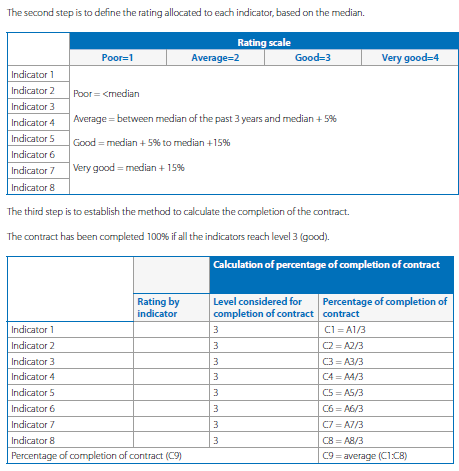 The second step is to define the rating allocated to each indicator, based on the median.
Rating scale
Poor=1 Average=2 Good=3 Very good=4
Indicator 1
Indicator 2
Indicator 3
Indicator 4
Indicator 5
Indicator 6
Indicator 7
Indicator 8
Poor = <median
Average = between median of the past 3 years and median + 5%
Good = median + 5% to median +15%
Very good = median + 15%
The third step is to establish the method to calculate the completion of the contract.
The contract has been completed 100% if all the indicators reach level 3 (good).
Calculation of percentage of completion of contract
Rating by indicator
Level considered for completion of contract
Percentage of completion of contract
Indicator 1 3 C1 = A1/3
Indicator 2 3 C2 = A2/3
Indicator 3 3 C3 = A3/3
Indicator 4 3 C4 = A4/3
Indicator 5 3 C5 = A5/3
Indicator 6 3 C6 = A6/3
Indicator 7 3 C7 = A7/3
Indicator 8 3 C8 = A8/3
Percentage of completion of contract (C9) C9 = average (C1:C8)